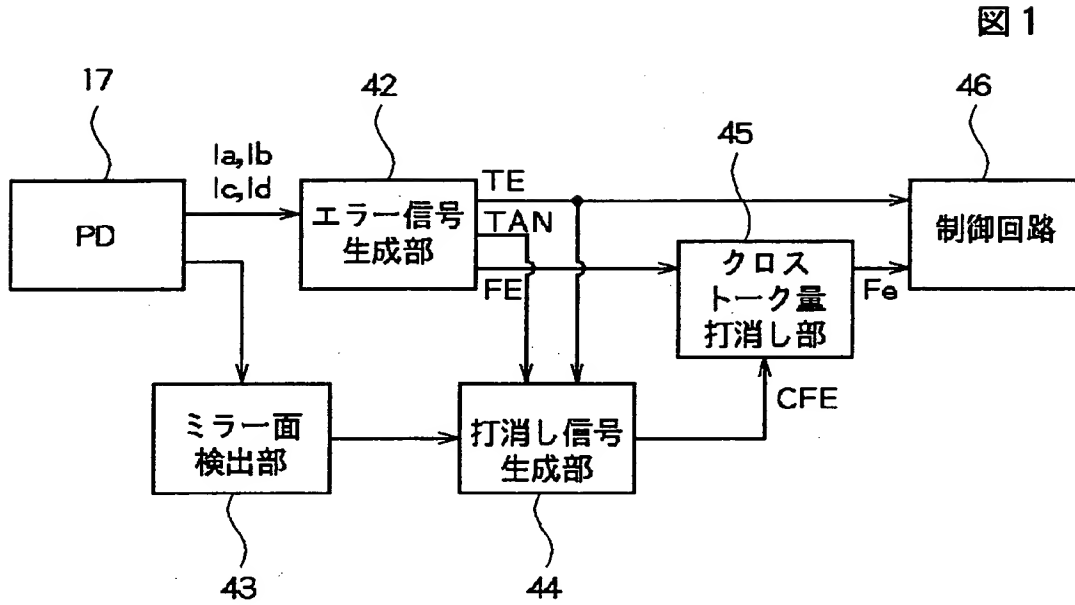 図1
17
42
46
45
Ia,Ib
Ic,Id
PD
エラー信号
生成部
TE
TAN
FE
クロス
トーク量
打消し部
Fe
制御回路
ミラー面
検出部
打消し信号
生成部
CFE
43
44